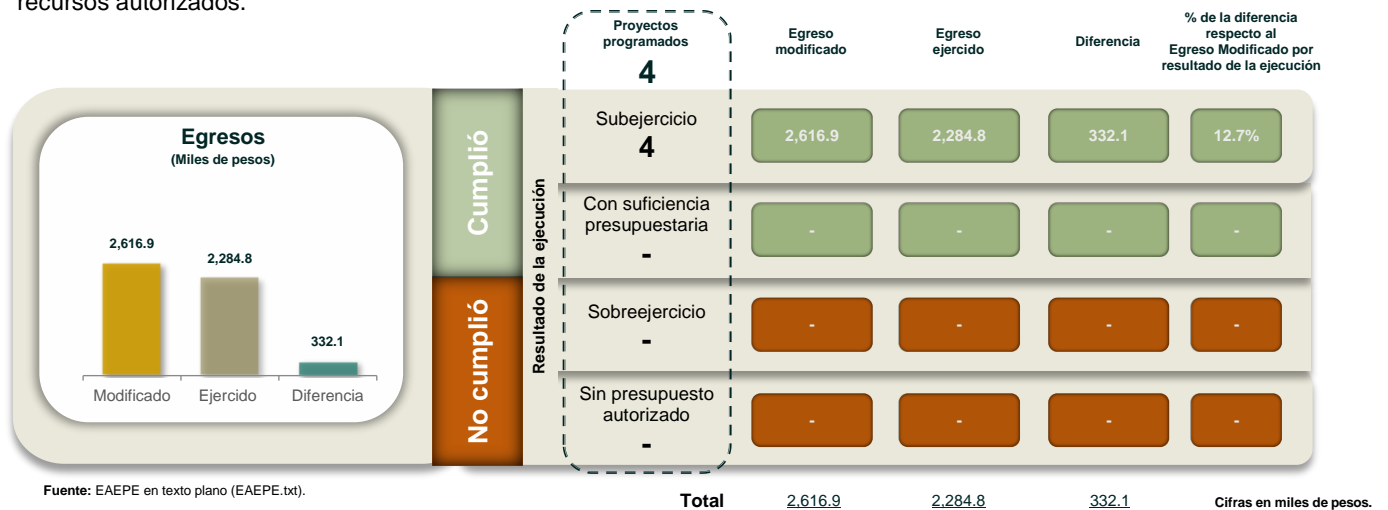 recursos autorizados.
Proyectos
programados
4
Egreso
modificado
Egreso
ejercido
Diferencia
% de la diferencia
respecto al
Egreso Modificado por
resultado de la ejecución
Egresos
(Miles de pesos)
2,616.9
2,284.8
332.1
Modificado
Ejercido
Diferencia
Cumplió
No cumplió
Resultado de la ejecución
Subejercicio
4
2,616.9
2,284.8
332.1
12.7%
Con suficiencia
presupuestaria
-
-
-
-
-
Sobreejercicio
-
-
-
-
-
Sin presupuesto
autorizado
-
-
-
-
-
Fuente: EAEPE en texto plano (EAEPE.txt).
Total
2,616.9
2,284.8
332.1
Cifras en miles de pesos.